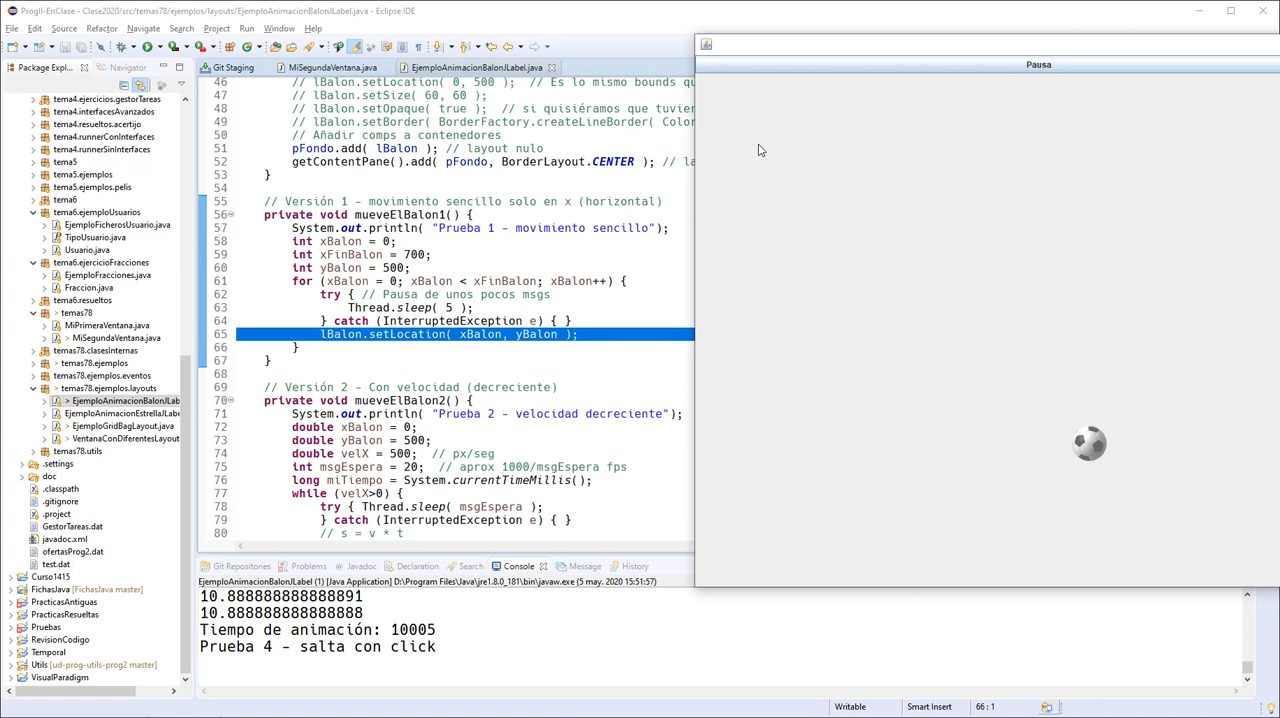 ProgII-EnClase - Clase2020/src/temas78/ejemplos/layouts/EjemploAnimacionBalonJLabel.java - Eclipse IDE
File Edit Source Refactor Navigate Search Project Run Window Help
Package Expl... Navigator
Git Staging MiSegundaVentana.java EjemploAnimacionBalonJLabel.java
tema4.ejercicios.gestorTareas
tema4.interfacesAvanzados
tema4.resueltos.acertijo
tema4.runnerConInterfaces
tema4.runnerSinInterfaces
tema5
tema5.ejemplos
tema5.ejemplos.pelis
tema6
tema6.ejemploUsuarios
EjemploFicherosUsuario.java
TipoUsuario.java
Usuario.java
tema6.ejercicioFracciones
EjemploFracciones.java
Fraccion.java
tema6.resueltos
> temas78
MiPrimeraVentana.java
> MiSegundaVentana.java
temas78.clasesInternas
> temas78.ejemplos
temas78.ejemplos.eventos
> temas78.ejemplos.layouts
> EjemploAnimacionBalonJLab
EjemploAnimacionEstrellaJLabe
> EjemploGridBagLayout.java
> VentanaConDiferentesLayout
temas78.utils
> .settings
doc
.classpath
.gitignore
.project
GestorTareas.dat
javadoc.xml
ofertasProg2.dat
test.dat
Curso1415
FichasJava [FichasJava master]
PracticasAntiguas
PracticasResueltas
Pruebas
RevisionCodigo
Temporal
Utils [ud-prog-utils-prog2 master]
VisualParadigm
46 // lBalon.setLocation( 0, 500 ); // Es lo mismo bounds qu
47 // lBalon.setSize( 60, 60 );
48 // lBalon.setOpaque( true ); // si quisiéramos que tuvier
49 // lBalon.setBorder( BorderFactory.createLineBorder( Color
50 // Añadir comps a contenedores
51 pFondo.add( lBalon ); // layout nulo
52 getContentPane().add( pFondo, BorderLayout.CENTER ); // la
53 }
54
55 // Versión 1 - movimiento sencillo solo en x (horizontal)
56 private void mueveElBalon1() {
57 System.out.println( "Prueba 1 - movimiento sencillo");
58 int xBalon = 0;
59 int xFinBalon = 700;
60 int yBalon = 500;
61 for (xBalon = 0; xBalon < xFinBalon; xBalon++) {
62 try { // Pausa de unos pocos msgs
63 Thread.sleep( 5 );
64 } catch (InterruptedException e) { }
65 lBalon.setLocation( xBalon, yBalon );
66 }
67 }
68
69 // Versión 2 - Con velocidad (decreciente)
70 private void mueveElBalon2() {
71 System.out.println( "Prueba 2 - velocidad decreciente");
72 double xBalon = 0;
73 double yBalon = 500;
74 double velX = 500; // px/seg
75 int msgEspera = 20; // aprox 1000/msgEspera fps
76 long miTiempo = System.currentTimeMillis();
77 while (velX>0) {
78 try { Thread.sleep( msgEspera );
79 } catch (InterruptedException e) { }
80 // s = v * t
Pausa
Git Repositories Problems Javadoc Declaration Search Console Message History
EjemploAnimacionBalonJLabel (1) [Java Application] D:\Program Files\Java\jre1.8.0_181\bin\javaw.exe (5 may. 2020 15:51:57)
10.888888888888891
10.888888888888888
Tiempo de animación: 10005
Prueba 4 - salta con click
Writable Smart Insert 66 : 1